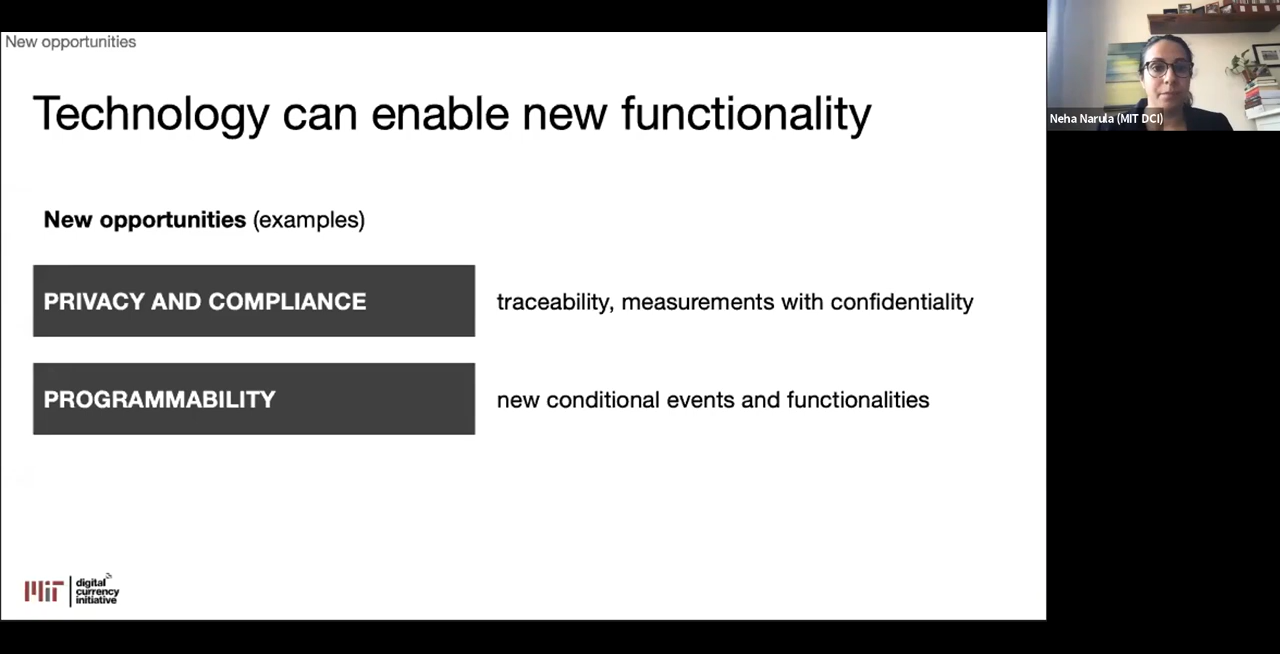 New opportunities
Technology can enable new functionality
New opportunities (examples)
PRIVACY AND COMPLIANCE
traceability, measurements with confidentiality
PROGRAMMABILITY
new conditional events and functionalities
MIT
digital
currency
initiative
Neha Narula (MIT DCI)